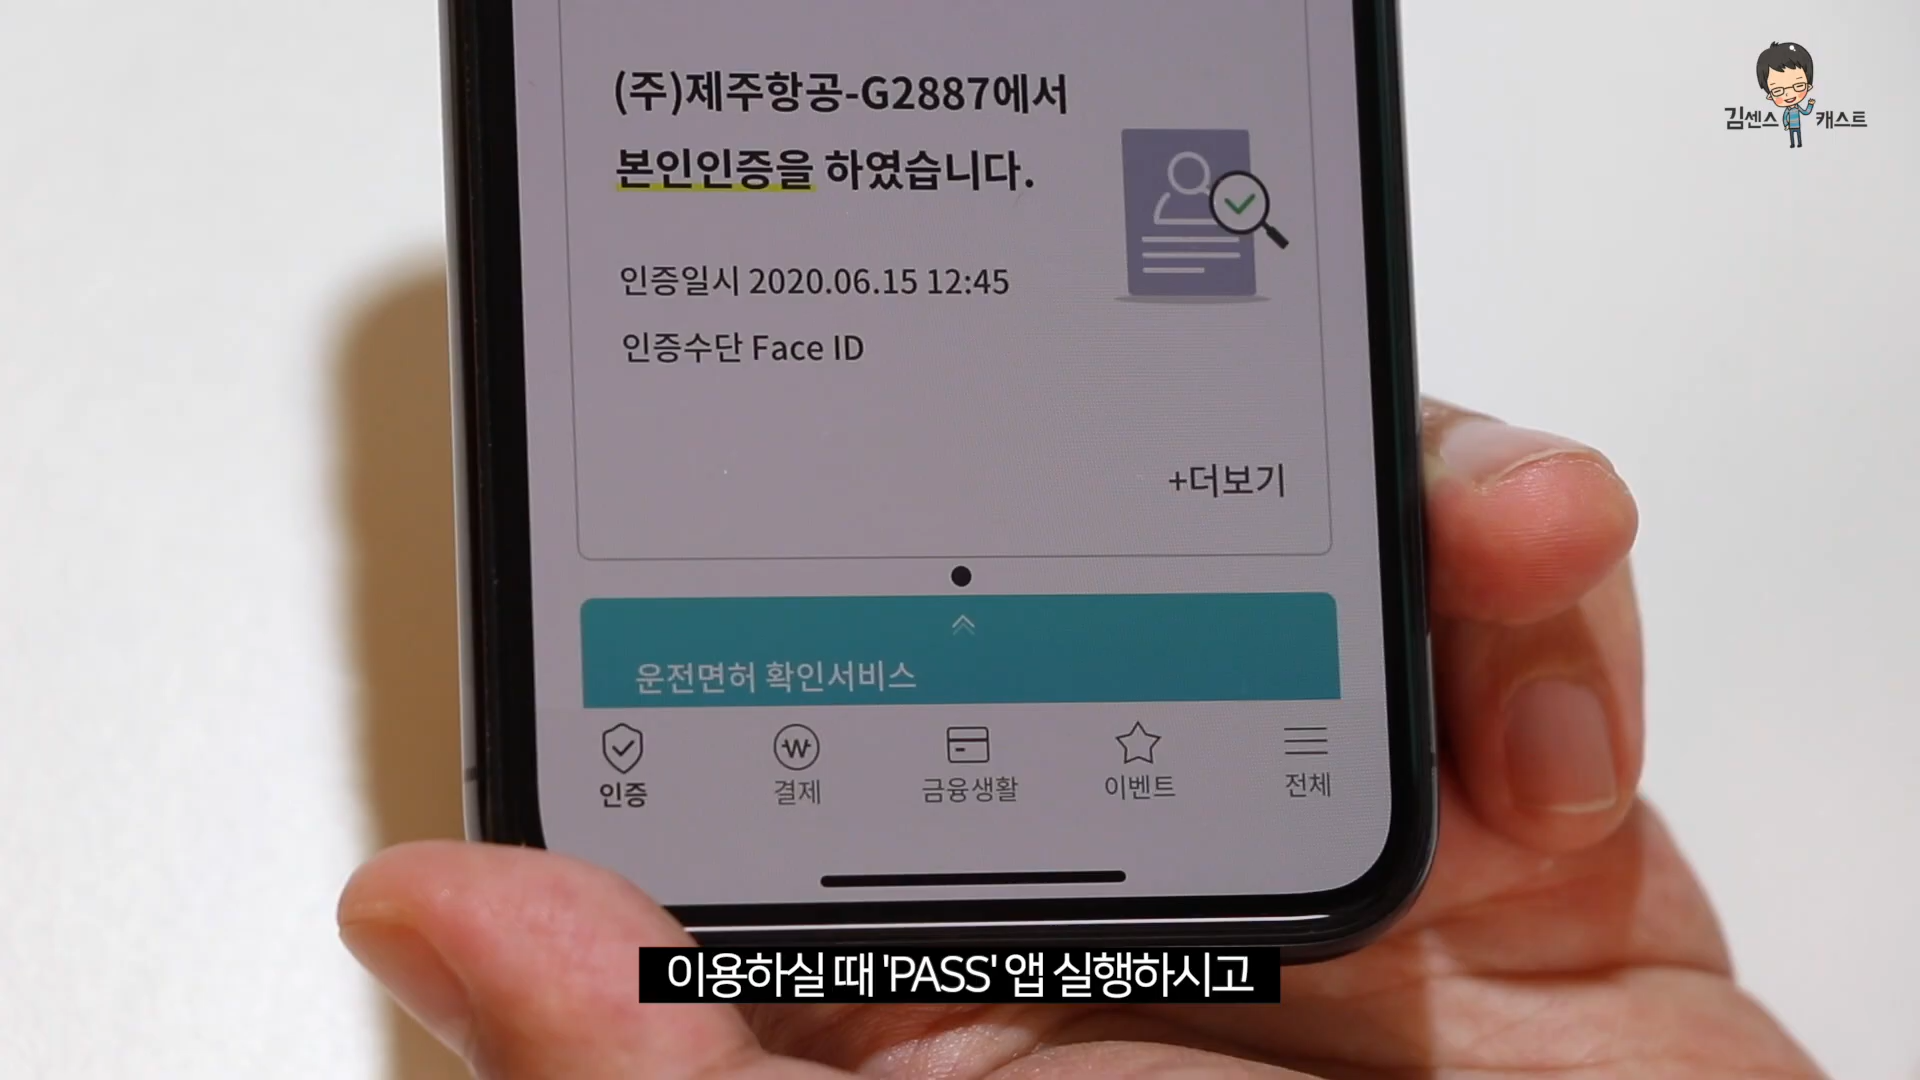 (주)제주항공-G2887에서
본인인증을 하였습니다.
인증일시 2020.06.15 12:45
인증수단 Face ID
+더보기
운전면허 확인서비스
인증
결제
금융생활
이벤트
전체
김센스 캐스트
이용하실 때 'PASS' 앱 실행하시고